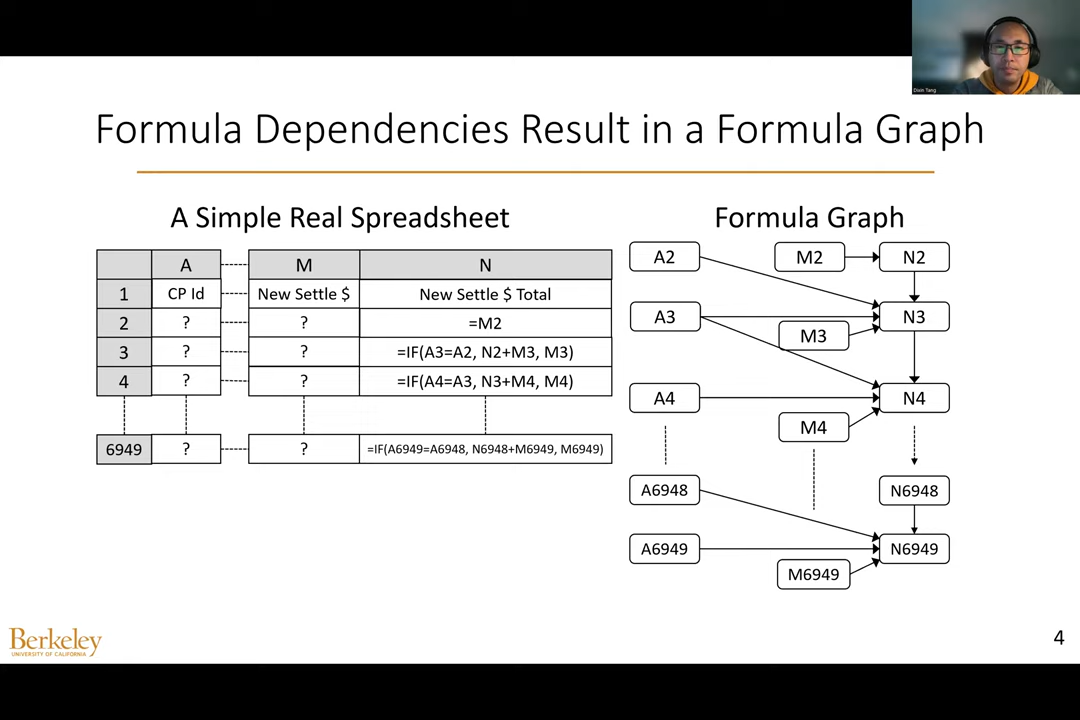 Dixin Tang
Formula Dependencies Result in a Formula Graph
A Simple Real Spreadsheet
A M N
1 CP Id New Settle $ New Settle $ Total
2 ? ? =M2
3 ? ? =IF(A3=A2, N2+M3, M3)
4 ? ? =IF(A4=A3, N3+M4, M4)
6949 ? ? =IF(A6949=A6948, N6948+M6949, M6949)
Formula Graph
A2 M2 N2
A3 N3
M3
A4 N4
M4
A6948 N6948
A6949 N6949
M6949
Berkeley
UNIVERSITY OF CALIFORNIA
4